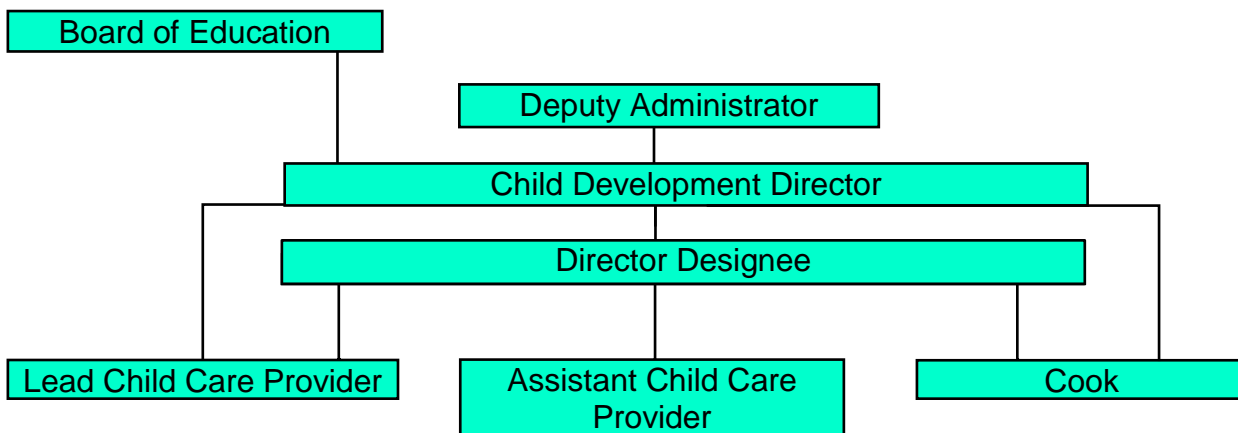 Board of Education
Deputy Administrator
Child Development Director
Director Designee
Lead Child Care Provider
Assistant Child Care
Provider
Cook